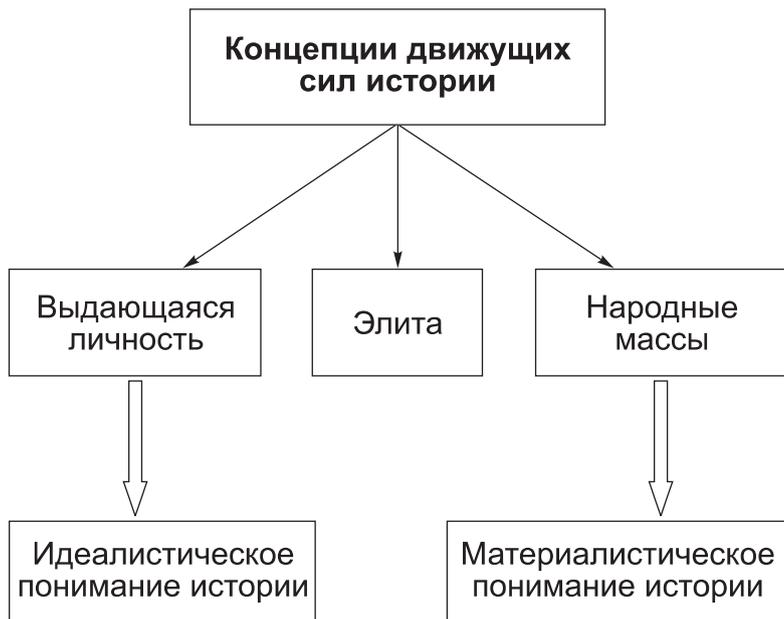 Концепции движущих
сил истории
Выдающаяся
личность
Элита
Народные
массы
Идеалистическое
понимание истории
Материалистическое
понимание истории